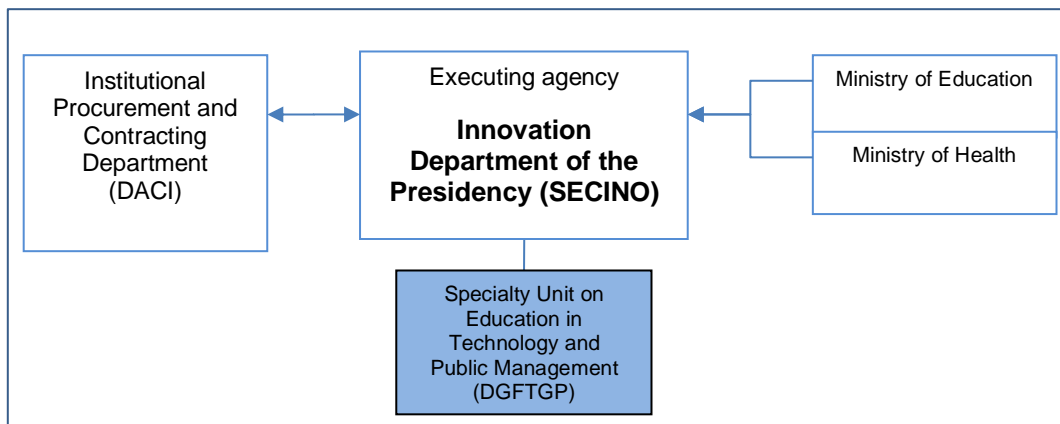 Institutional
Procurement and
Contracting
Department
(DACI)
Executing agency
Innovation
Department of the
Presidency (SECINO)
Ministry of Education
Ministry of Health
Specialty Unit on
Education in
Technology and
Public Management
(DGFTGP)